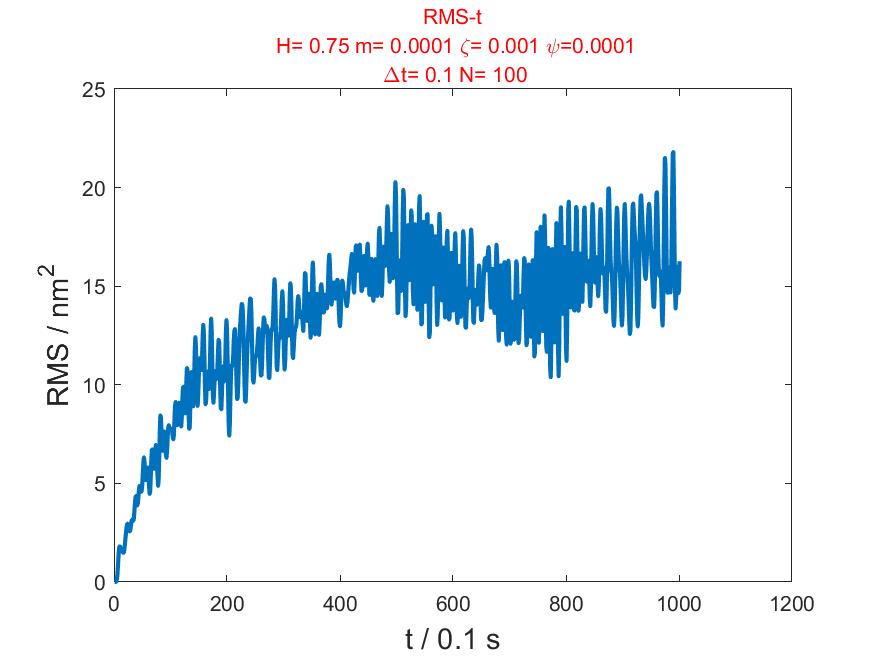 RMS-t
H= 0.75 m= 0.0001 ζ= 0.001 ψ=0.0001
Δt= 0.1 N= 100
25
20
15
10
5
0
RMS / nm²
0 200 400 600 800 1000 1200
t / 0.1 s